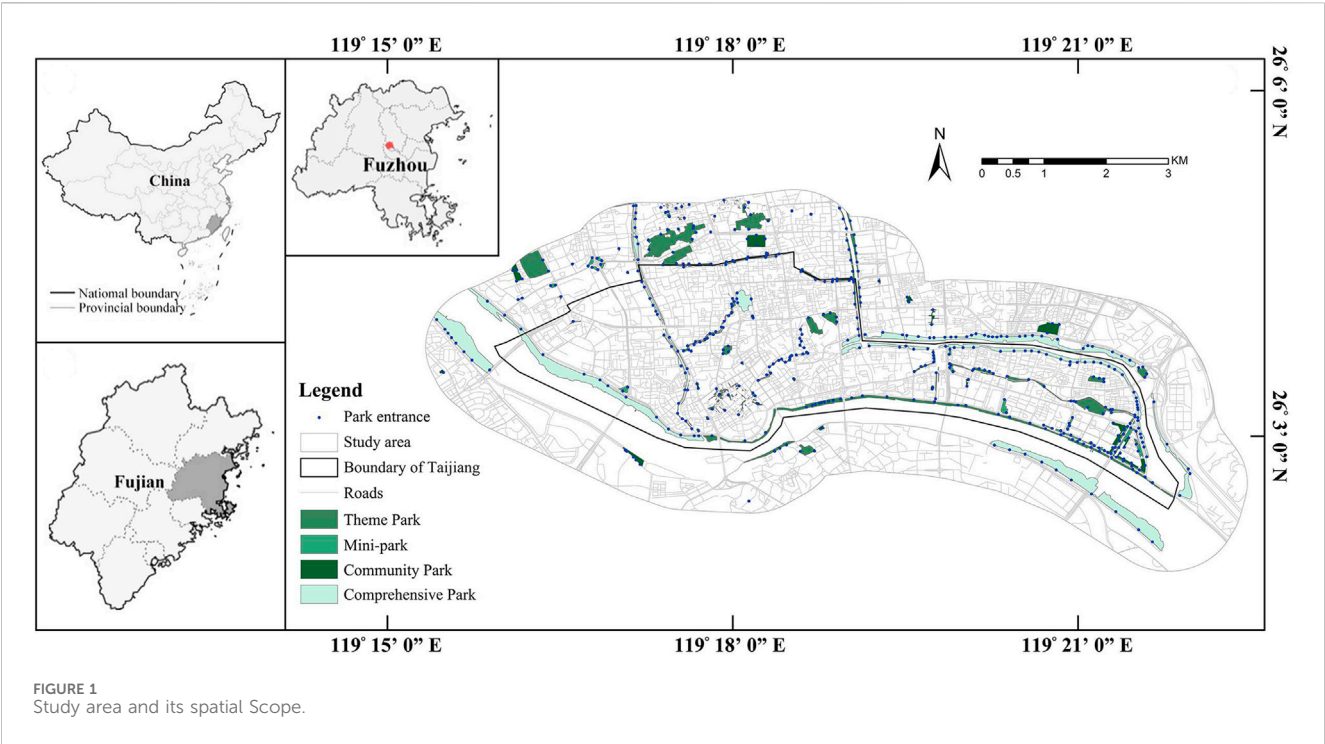 119° 15' 0” E
119° 18' 0” E
119° 21' 0” E
26° 6' 0” N
26° 3' 0” N
China
National boundary
Provincial boundary
Fuzhou
Fujian
N
KM
0 0.5 1 2 3
Legend
Park entrance
Study area
Boundary of Taijiang
Roads
Theme Park
Mini-park
Community Park
Comprehensive Park
119° 15' 0” E
119° 18' 0” E
119° 21' 0” E
FIGURE 1
Study area and its spatial Scope.